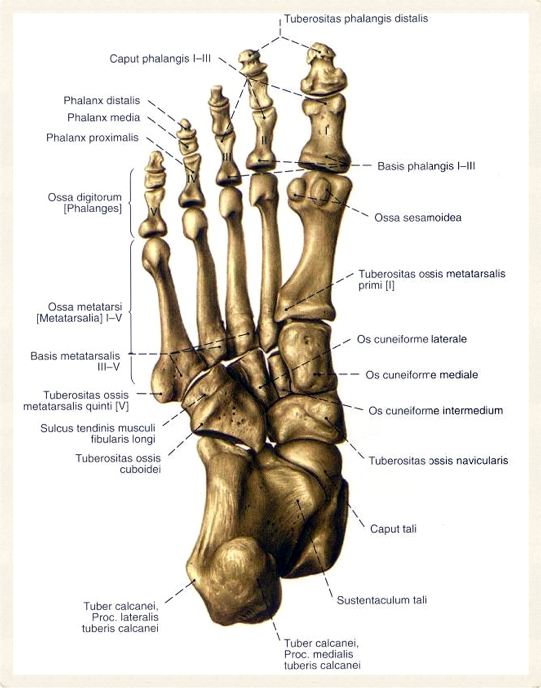 Tuberositas phalangis distalis
Caput phalangis I–III
Phalanx distalis
Phalanx media
Phalanx proximalis
Basis phalangis I–III
Ossa digitorum
[Phalanges]
Ossa sesamoidea
Tuberositas ossis metatarsalis
primi [I]
Ossa metatarsi
[Metatarsalia] I–V
Os cuneiforme laterale
Basis metatarsalis
III–V
Os cuneiforme mediale
Tuberositas ossis
metatarsalis quinti [V]
Os cuneiforme intermedium
Sulcus tendinis musculi
fibularis longi
Tuberositas ossis
cuboidei
Tuberositas ossis navicularis
Caput tali
Sustentaculum tali
Tuber calcanei,
Proc. lateralis
tuberis calcanei
Tuber calcanei,
Proc. medialis
tuberis calcanei
I
II
III
IV
V